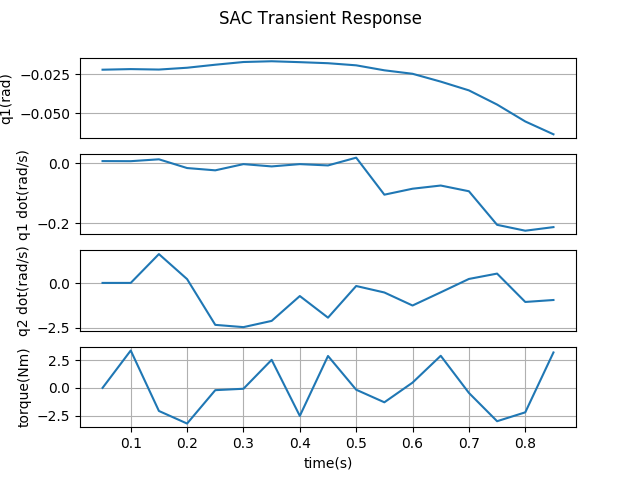 SAC Transient Response
q1(rad)
−0.025
−0.050
q1 dot(rad/s)
0.0
−0.2
q2 dot(rad/s)
0.0
−2.5
torque(Nm)
2.5
0.0
−2.5
0.1 0.2 0.3 0.4 0.5 0.6 0.7 0.8
time(s)